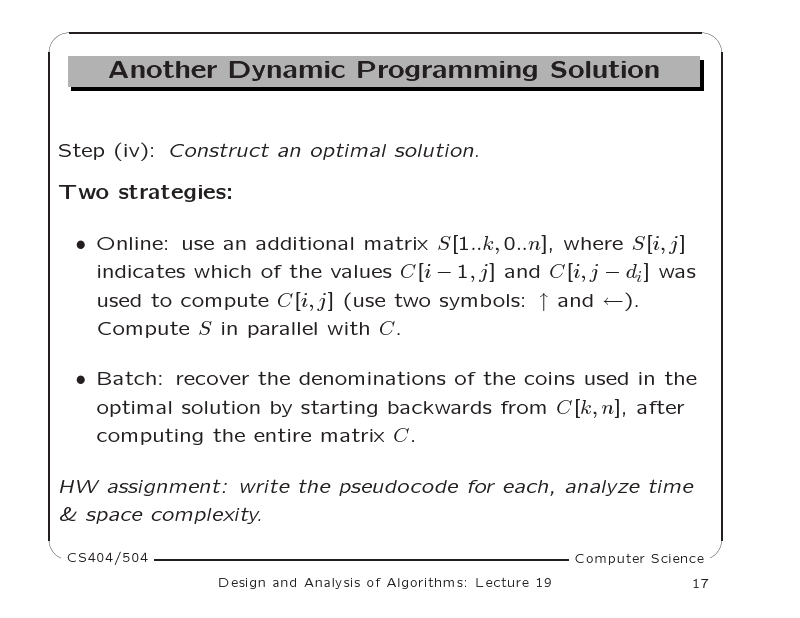 Another Dynamic Programming Solution
Step (iv): Construct an optimal solution.
Two strategies:
• Online: use an additional matrix S[1..k, 0..n], where S[i, j]
indicates which of the values C[i − 1, j] and C[i, j − dᵢ] was
used to compute C[i, j] (use two symbols: ↑ and ←).
Compute S in parallel with C.
• Batch: recover the denominations of the coins used in the
optimal solution by starting backwards from C[k, n], after
computing the entire matrix C.
HW assignment: write the pseudocode for each, analyze time
& space complexity.
CS404/504 Computer Science
Design and Analysis of Algorithms: Lecture 19 17